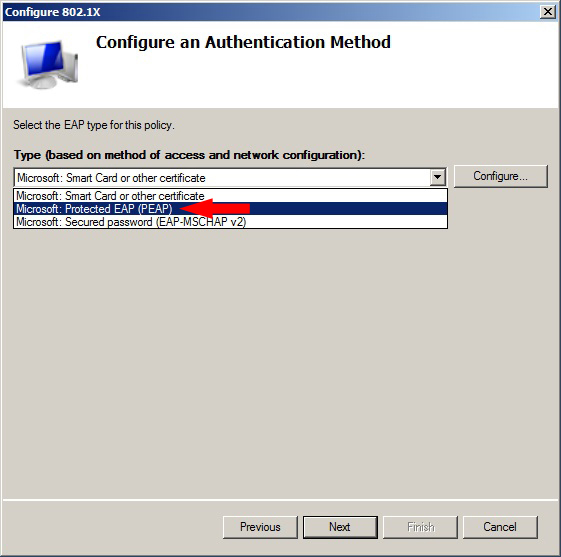 Configure 802.1X
Configure an Authentication Method
Select the EAP type for this policy.
Type (based on method of access and network configuration):
Microsoft: Smart Card or other certificate
Configure...
Microsoft: Smart Card or other certificate
Microsoft: Protected EAP (PEAP)
Microsoft: Secured password (EAP-MSCHAP v2)
Previous
Next
Finish
Cancel